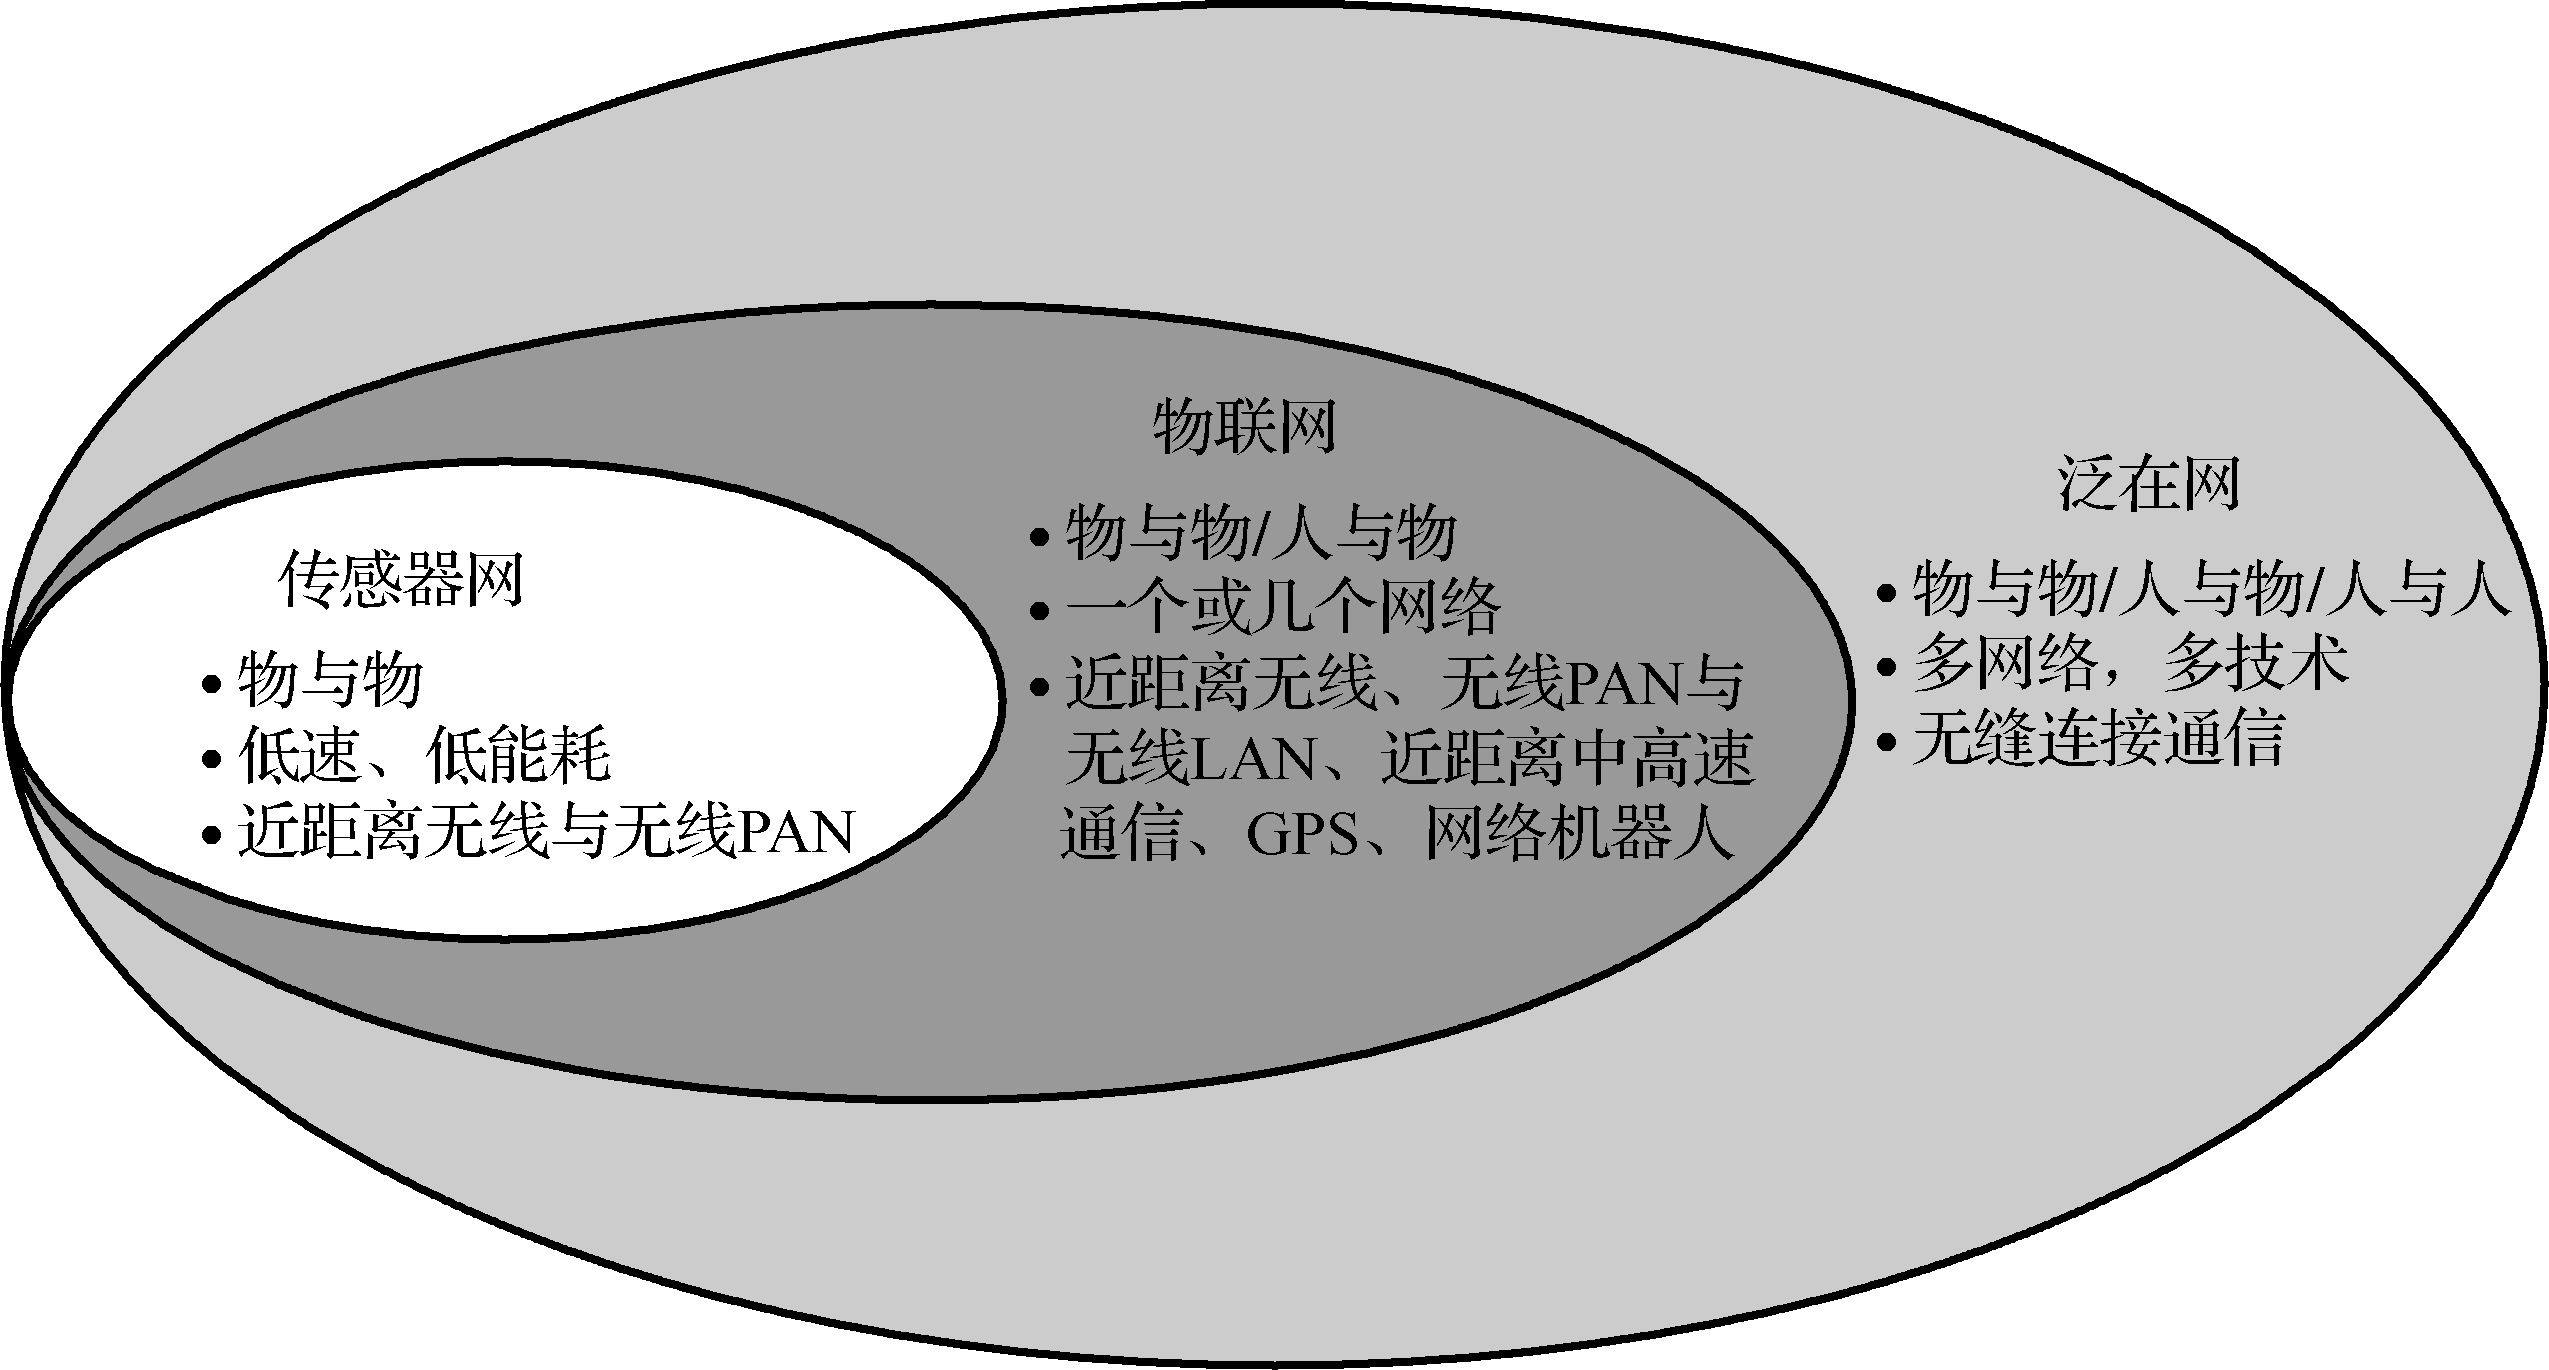 传感器网
• 物与物
• 低速、低能耗
• 近距离无线与无线PAN
物联网
• 物与物/人与物
• 一个或几个网络
• 近距离无线、无线PAN与
无线LAN、近距离中高速
通信、GPS、网络机器人
泛在网
• 物与物/人与物/人与人
• 多网络，多技术
• 无缝连接通信